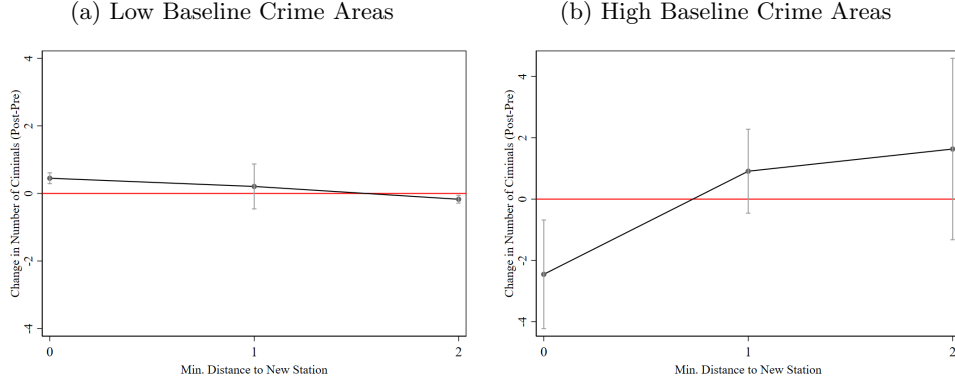 (a) Low Baseline Crime Areas
Change in Number of Ciminals (Post-Pre)
4
2
0
-2
-4
0 1 2
Min. Distance to New Station
(b) High Baseline Crime Areas
Change in Number of Ciminals (Post-Pre)
4
2
0
-2
-4
0 1 2
Min. Distance to New Station